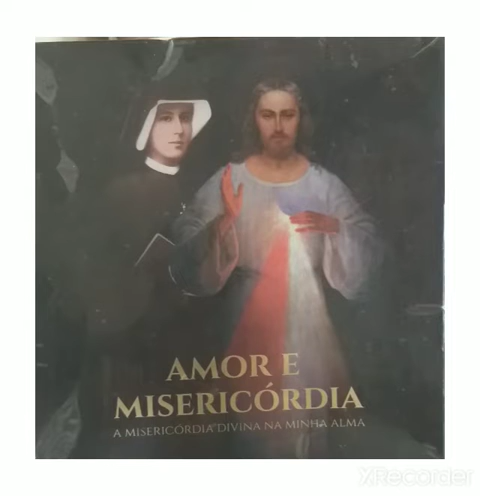 AMOR E
MISERICÓRDIA
A MISERICÓRDIA DIVINA NA MINHA ALMA
XRecorder